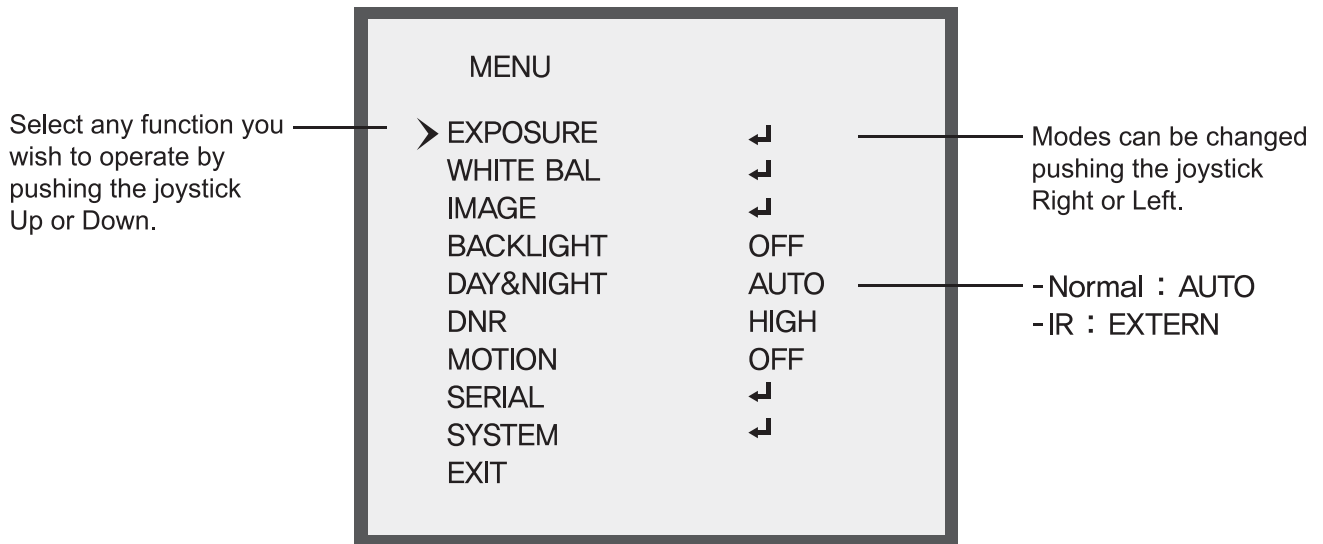 MENU
Select any function you
wish to operate by
pushing the joystick
Up or Down.
EXPOSURE ↲
WHITE BAL ↲
IMAGE ↲
BACKLIGHT OFF
DAY&NIGHT AUTO
DNR HIGH
MOTION OFF
SERIAL ↲
SYSTEM ↲
EXIT
Modes can be changed
pushing the joystick
Right or Left.
-Normal : AUTO
-IR : EXTERN